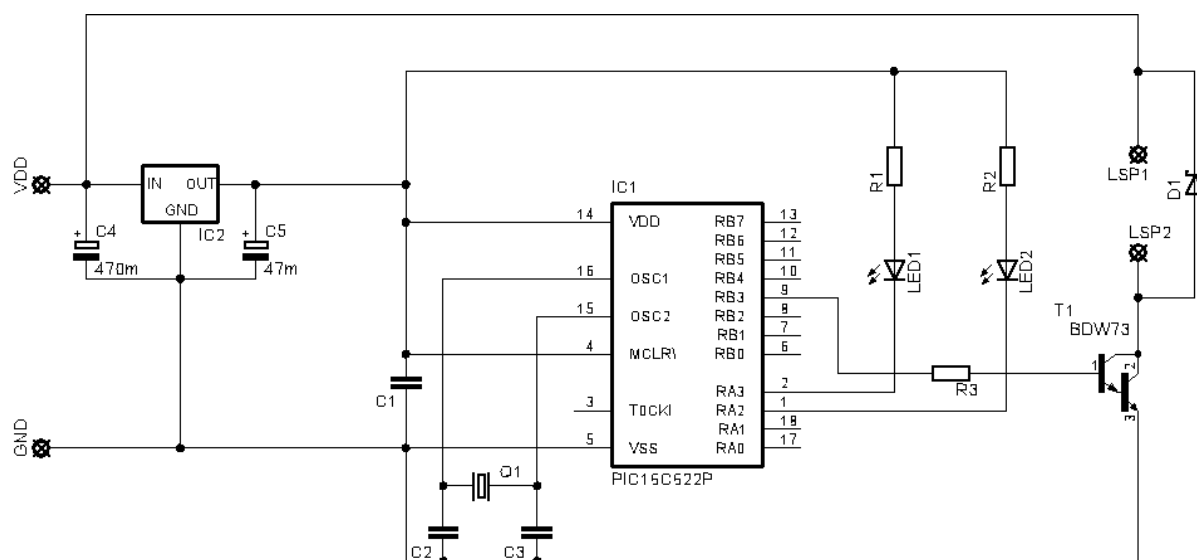 VDD
IN OUT
GND
IC2
C4
470m
C5
47m
GND
C1
C2
Q1
C3
IC1
14 VDD
16 OSC1
15 OSC2
4 MCLR\
3 TOCKI
5 VSS
RB7 13
RB6 12
RB5 11
RB4 10
RB3 9
RB2 8
RB1 7
RB0 6
RA3 2
RA2 1
RA1 18
RA0 17
R1
R2
LED1
LED2
R3
T1
BDW73
1
2
3
LSP1
LSP2
D1
+
+